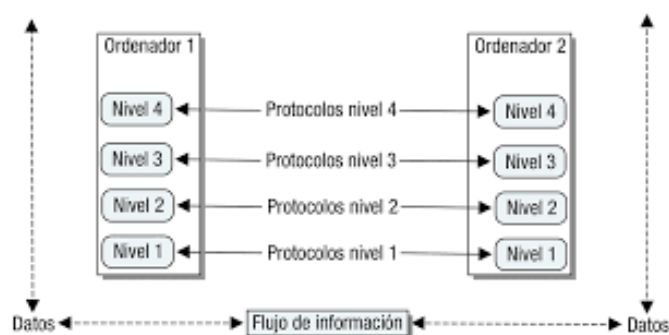 Ordenador 1 Ordenador 2
Nivel 4 Protocolos nivel 4 Nivel 4
Nivel 3 Protocolos nivel 3 Nivel 3
Nivel 2 Protocolos nivel 2 Nivel 2
Nivel 1 Protocolos nivel 1 Nivel 1
Datos Flujo de información Datos